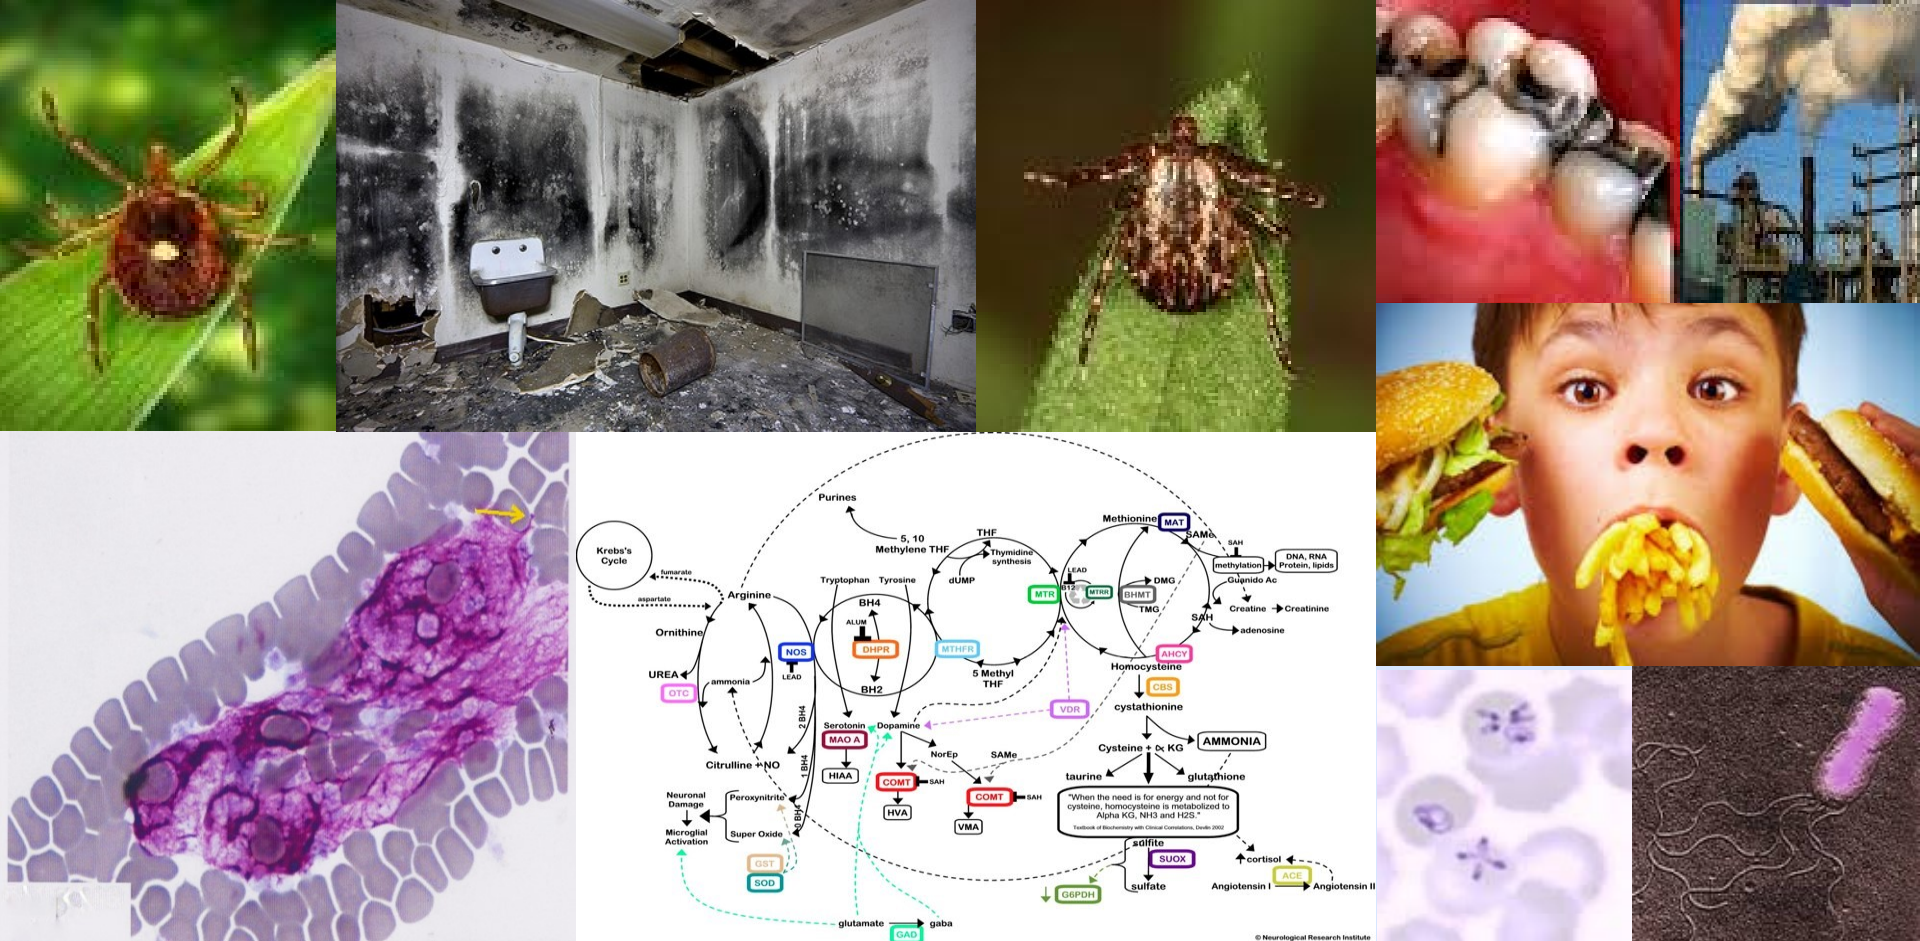 Purines
Krebs's
Cycle
fumarate
aspartate
5, 10
Methylene THF
THF
Thymidine
synthesis
dUMP
Methionine
MAT
SAMe
SAH
methylation
DNA, RNA
Protein, lipids
Guanido Ac
Creatine
Creatinine
adenosine
SAH
LEAD
B12
MTR
MTRR
BHMT
DMG
TMG
AHCY
Homocysteine
Tryptophan
Tyrosine
Arginine
Ornithine
UREA
OTC
ammonia
NOS
LEAD
BH4
ALUM
DHPR
BH2
MTHFR
5 Methyl
THF
VDR
CBS
cystathionine
Cysteine + α KG
AMMONIA
taurine
glutathione
2 BH4
1 BH4
0 BH4
Serotonin
MAO A
HIAA
Dopamine
NorEp
SAMe
COMT
SAH
HVA
COMT
SAH
VMA
Citrulline + NO
Neuronal
Damage
Microglial
Activation
Peroxynitrite
Super Oxide
GST
SOD
"When the need is for energy and not for
cysteine, homocysteine is metabolized to
Alpha KG, NH3 and H2S."
Textbook of Biochemistry with Clinical Correlations, Devlin 2002
sulfite
SUOX
sulfate
G6PDH
cortisol
ACE
Angiotensin I
Angiotensin II
glutamate
gaba
GAD
© Neurological Research Institute